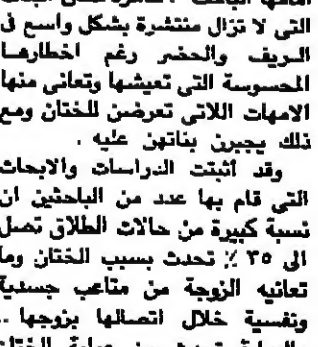 التى لا تزال منتشرة بشكل واسع فى
الريف والحضر رغم اخطارها
المحسوسة التى تعيشها وتعانى منها
الامهات اللاتى تعرضن للختان ومع
ذلك يجبرن بناتهن عليه .
وقد أثبتت الدراسات والابحاث
التى قام بها عدد من الباحثين ان
نسبة كبيرة من حالات الطلاق تصل
الى ٣٥ ٪ تحدث بسبب الختان وما
تعانيه الزوجة من متاعب جسدية
ونفسية خلال اتصالها بزوجها ..